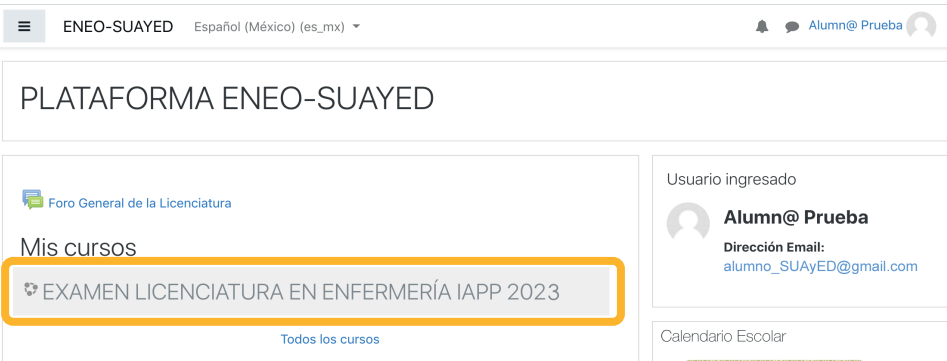 ENEO-SUAYED Español (México) (es_mx) Alumn@ Prueba
PLATAFORMA ENEO-SUAYED
Foro General de la Licenciatura
Mis cursos
EXAMEN LICENCIATURA EN ENFERMERÍA IAPP 2023
Todos los cursos
Usuario ingresado
Alumn@ Prueba
Dirección Email:
alumno_SUAyED@gmail.com
Calendario Escolar